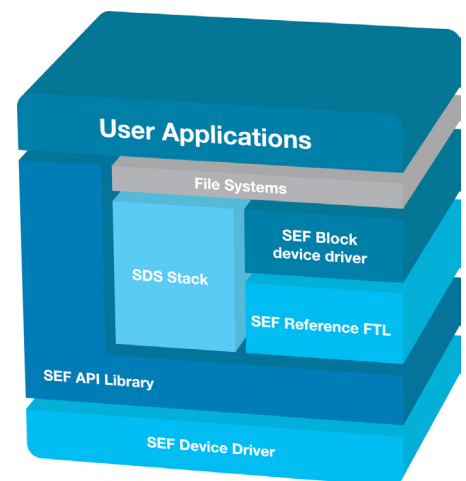 User Applications
File Systems
SEF Block
device driver
SDS Stack
SEF Reference FTL
SEF API Library
SEF Device Driver